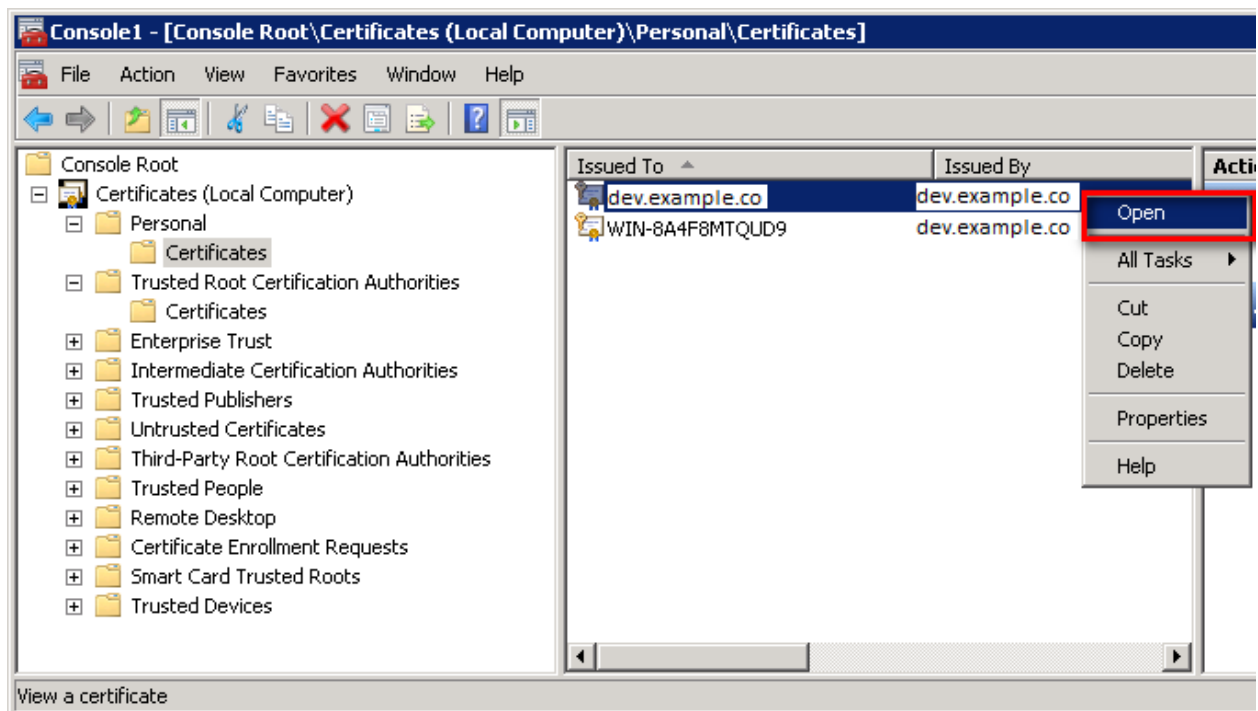 Console1 - [Console Root\Certificates (Local Computer)\Personal\Certificates]
File Action View Favorites Window Help
Console Root
Certificates (Local Computer)
Personal
Certificates
Trusted Root Certification Authorities
Certificates
Enterprise Trust
Intermediate Certification Authorities
Trusted Publishers
Untrusted Certificates
Third-Party Root Certification Authorities
Trusted People
Remote Desktop
Certificate Enrollment Requests
Smart Card Trusted Roots
Trusted Devices
Issued To Issued By
dev.example.co dev.example.co
WIN-8A4F8MTQUD9 dev.example.co
Open
All Tasks
Cut
Copy
Delete
Properties
Help
Acti
View a certificate